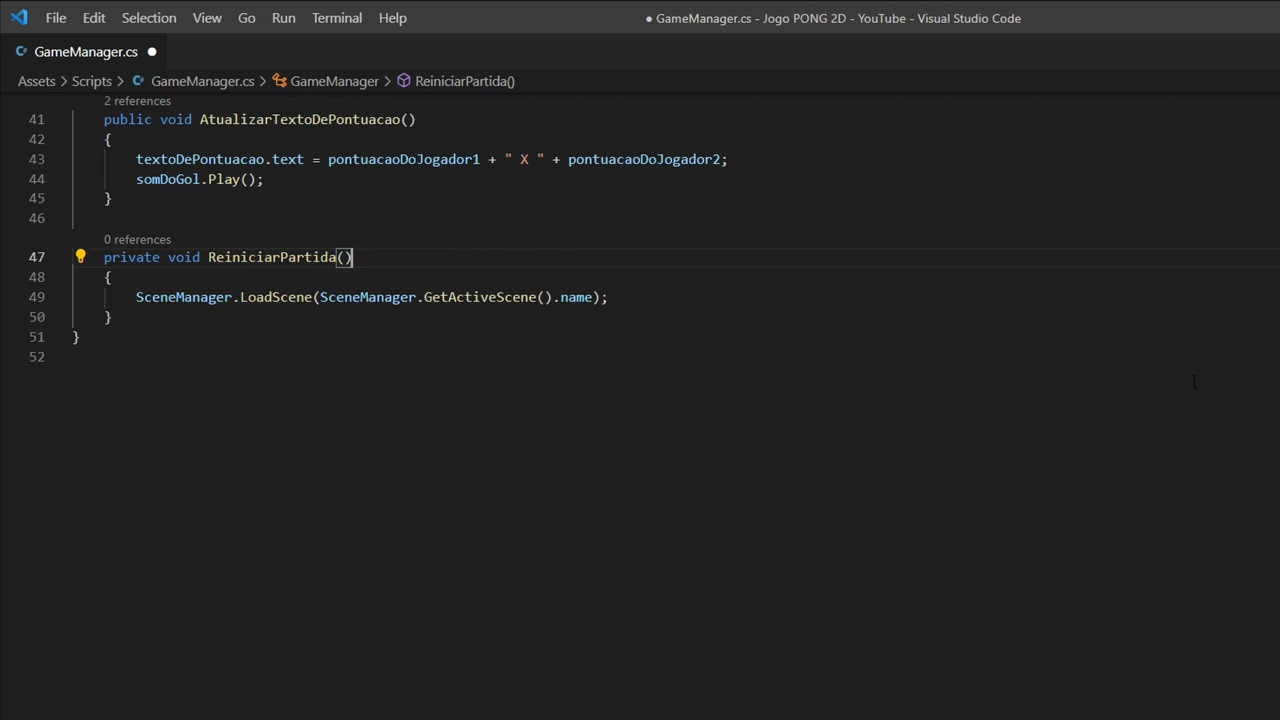 File Edit Selection View Go Run Terminal Help ● GameManager.cs - Jogo PONG 2D - YouTube - Visual Studio Code
GameManager.cs ●
Assets > Scripts > GameManager.cs > GameManager > ReiniciarPartida()
2 references
41 public void AtualizarTextoDePontuacao()
42 {
43 textoDePontuacao.text = pontuacaoDoJogador1 + " X " + pontuacaoDoJogador2;
44 somDoGol.Play();
45 }
46
0 references
47 private void ReiniciarPartida()
48 {
49 SceneManager.LoadScene(SceneManager.GetActiveScene().name);
50 }
51 }
52